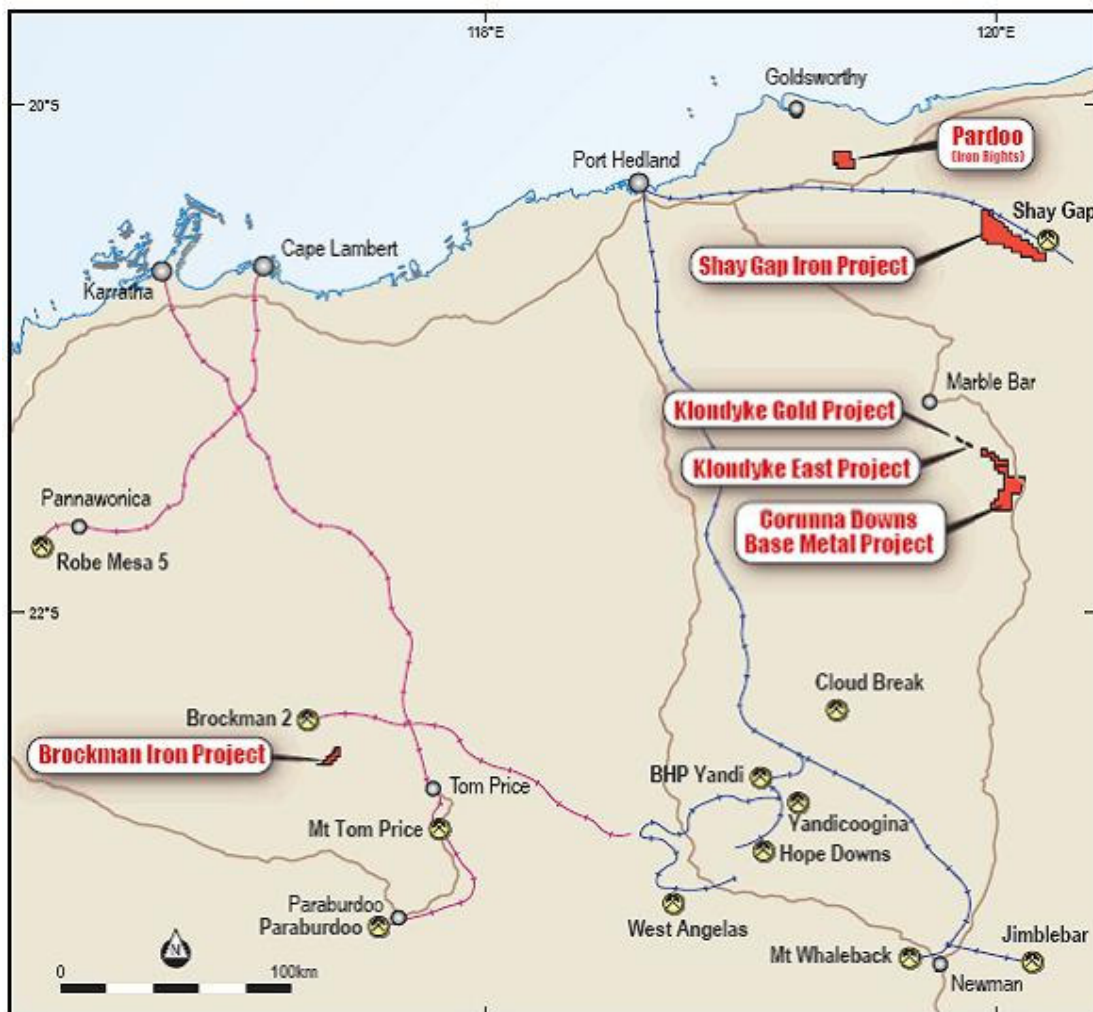 118°E
120°E
20°S
Goldsworthy
Pardoo
(Iron Rights)
Port Hedland
Shay Gap
Cape Lambert
Shay Gap Iron Project
Karratha
Marble Bar
Klondyke Gold Project
Klondyke East Project
Pannawonica
Corunna Downs
Base Metal Project
Robe Mesa 5
22°S
Cloud Break
Brockman 2
Brockman Iron Project
BHP Yandi
Tom Price
Yandicoogina
Mt Tom Price
Hope Downs
Paraburdoo
Paraburdoo
West Angelas
N
Mt Whaleback
Jimblebar
0
100km
Newman